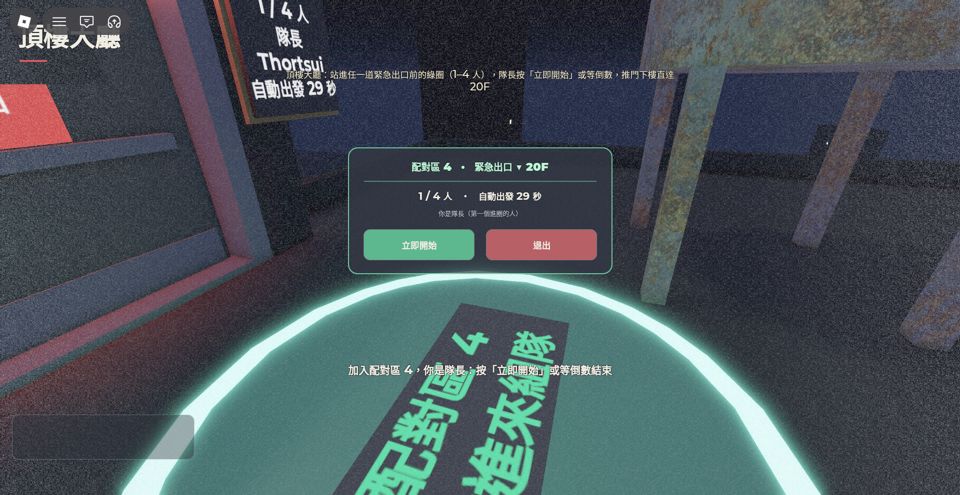 頂樓大廳
1 / 4 人
隊長
Thortsui
自動出發 29 秒
頂樓大廳：站進任一道緊急出口前的綠圈（1–4 人），隊長按「立即開始」或等倒數，推門下樓直達
20F
配對區 4 • 緊急出口 ▼ 20F
1 / 4 人 • 自動出發 29 秒
你是隊長（第一個進圈的人）
立即開始
退出
加入配對區 4，你是隊長：按「立即開始」或等倒數結束
配對區 4
進來組隊